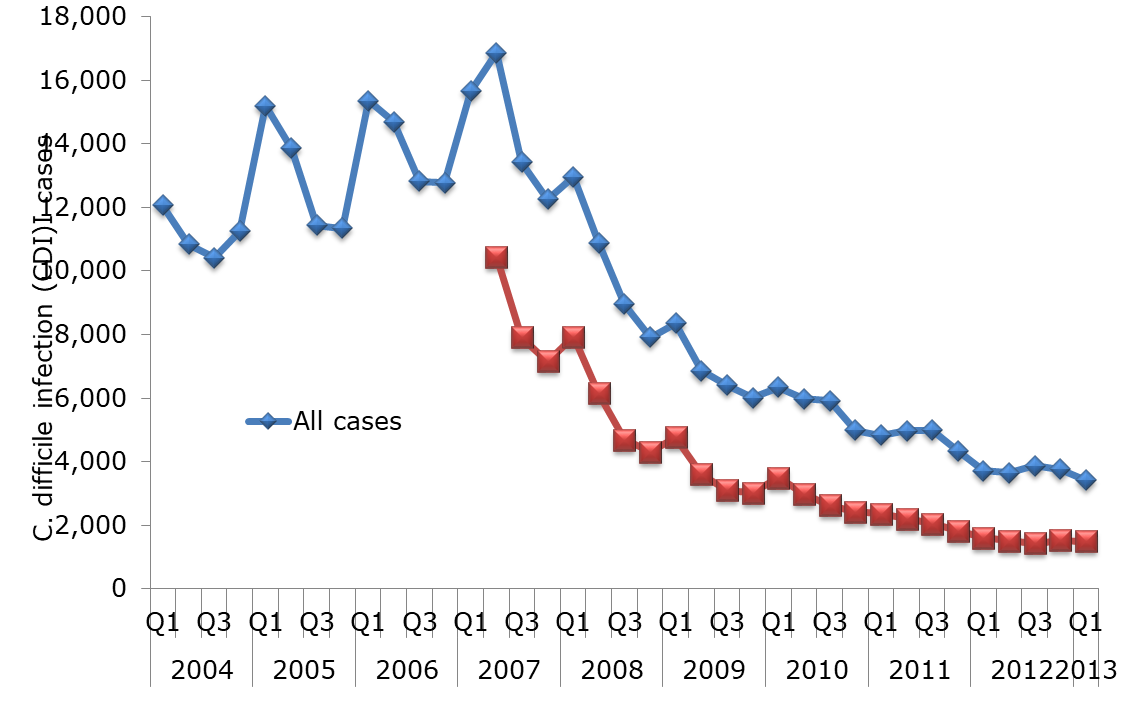 18,000
16,000
14,000
12,000
10,000
8,000
6,000
4,000
2,000
0
C. difficile infection (CDI)I cases
All cases
Q1 Q3 Q1 Q3 Q1 Q3 Q1 Q3 Q1 Q3 Q1 Q3 Q1 Q3 Q1 Q3 Q1 Q3 Q1
2004 2005 2006 2007 2008 2009 2010 2011 2012 2013